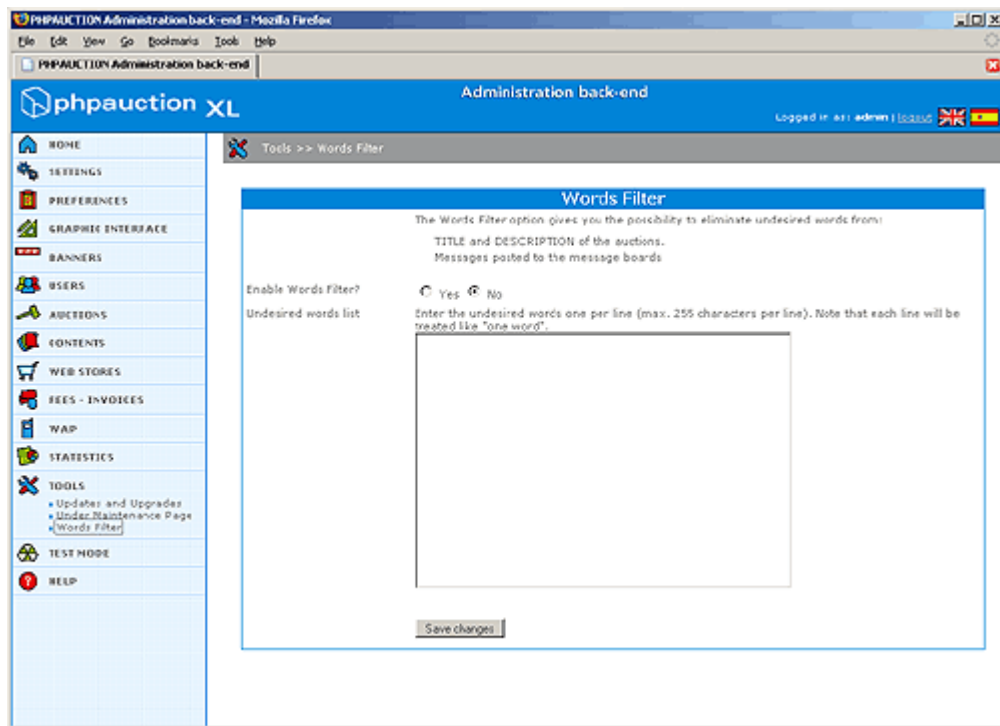 PHPAUCTION Administration back-end - Mozilla Firefox
File Edit View Go Bookmarks Tools Help
PHPAUCTION Administration back-end
phpauction XL
Administration back-end
Logged in as: admin | logout
HOME
SETTINGS
PREFERENCES
GRAPHIC INTERFACE
BANNERS
USERS
AUCTIONS
CONTENTS
WEB STORES
FEES - INVOICES
WAP
STATISTICS
TOOLS
Updates and Upgrades
Under Maintenance Page
Words Filter
TEST MODE
HELP
Tools >> Words Filter
Words Filter
The Words Filter option gives you the possibility to eliminate undesired words from:
TITLE and DESCRIPTION of the auctions.
Messages posted to the message boards
Enable Words Filter?
Yes No
Undesired words list
Enter the undesired words one per line (max. 255 characters per line). Note that each line will be
treated like "one word".
Save changes